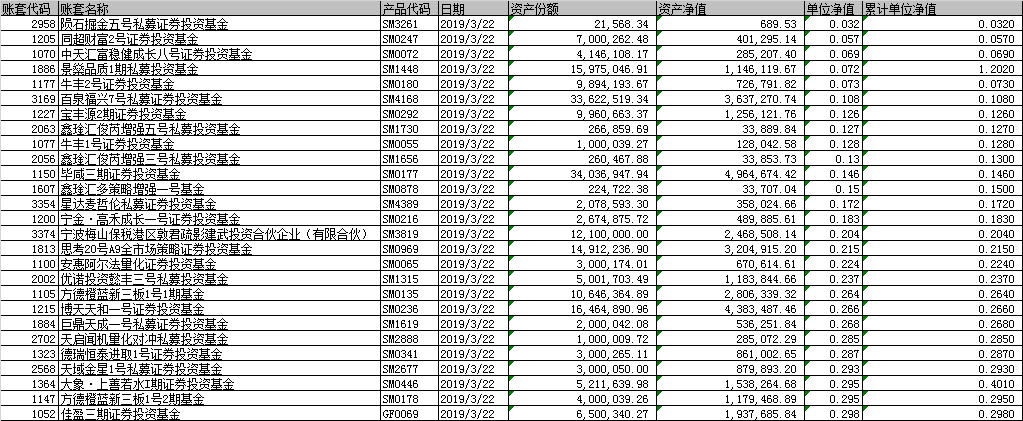 账套代码 账套名称 产品代码 日期 资产份额 资产净值 单位净值 累计单位净值
2958 陨石掘金五号私募证券投资基金 SM3261 2019/3/22 21,568.34 689.53 0.032 0.0320
1205 同超财富2号证券投资基金 SM0247 2019/3/22 7,000,262.48 401,295.14 0.057 0.0570
1070 中天汇富稳健成长八号证券投资基金 SM0072 2019/3/22 4,146,108.17 285,207.40 0.069 0.0690
1886 景燊品质1期私募投资基金 SM1448 2019/3/22 15,975,046.91 1,146,119.67 0.072 1.2020
1177 牛丰2号证券投资基金 SM0180 2019/3/22 9,894,193.67 726,791.82 0.073 0.0730
3169 百泉福兴7号私募证券投资基金 SM4168 2019/3/22 33,622,519.34 3,637,270.74 0.108 0.1080
1227 宝丰源2期证券投资基金 SM0292 2019/3/22 9,960,663.37 1,256,121.76 0.126 0.1260
2063 鑫琻汇俊芮增强五号私募投资基金 SM1730 2019/3/22 266,859.69 33,889.84 0.127 0.1270
1077 牛丰1号证券投资基金 SM0055 2019/3/22 1,000,039.27 128,042.58 0.128 0.1280
2056 鑫琻汇俊芮增强三号私募投资基金 SM1656 2019/3/22 260,467.88 33,853.73 0.13 0.1300
1150 毕咸三期证券投资基金 SM0177 2019/3/22 34,036,947.94 4,964,674.42 0.146 0.1460
1607 鑫琻汇多策略增强一号基金 SM0878 2019/3/22 224,722.38 33,707.04 0.15 0.1500
3354 星达麦哲伦私募证券投资基金 SM4389 2019/3/22 2,078,593.30 358,024.66 0.172 0.1720
1200 宁金·高禾成长一号证券投资基金 SM0216 2019/3/22 2,674,875.72 489,885.61 0.183 0.1830
3374 宁波梅山保税港区敦君疏影建武投资合伙企业（有限合伙） SM3819 2019/3/22 12,100,000.00 2,468,508.14 0.204 0.2040
1813 思考20号A9全市场策略证券投资基金 SM0969 2019/3/22 14,912,236.90 3,204,915.20 0.215 0.2150
1100 安惠阿尔法量化证券投资基金 SM0065 2019/3/22 3,000,174.01 670,614.61 0.224 0.2240
2002 优诺投资懿丰三号私募投资基金 SM1315 2019/3/22 5,001,703.49 1,183,844.66 0.237 0.2370
1105 方德橙蓝新三板1号1期基金 SM0135 2019/3/22 10,646,364.89 2,806,339.32 0.264 0.2640
1215 博天天和一号证券投资基金 SM0236 2019/3/22 16,464,890.96 4,383,487.46 0.266 0.2660
1884 巨鼎天成一号私募证券投资基金 SM1619 2019/3/22 2,000,042.08 536,251.84 0.268 0.2680
2702 天启闻机量化对冲私募投资基金 SM2888 2019/3/22 1,000,009.72 285,072.29 0.285 0.2850
1323 德瑞恒泰进取1号证券投资基金 SM0341 2019/3/22 3,000,265.11 861,002.65 0.287 0.2870
2568 天域金星1号私募证券投资基金 SM2677 2019/3/22 3,000,050.00 879,893.20 0.293 0.2930
1364 大象·上蕙若水I期证券投资基金 SM0446 2019/3/22 5,211,639.98 1,538,264.68 0.295 0.4010
1147 方德橙蓝新三板1号2期基金 SM0178 2019/3/22 4,000,039.26 1,179,468.89 0.295 0.2950
1052 佳盈三期证券投资基金 GF0069 2019/3/22 6,500,340.27 1,937,685.84 0.298 0.2980